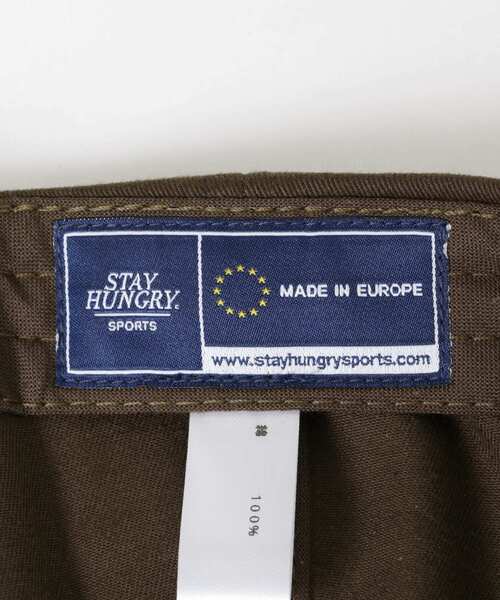 STAY
HUNGRY
SPORTS
MADE IN EUROPE
www.stayhungrysports.com
100%